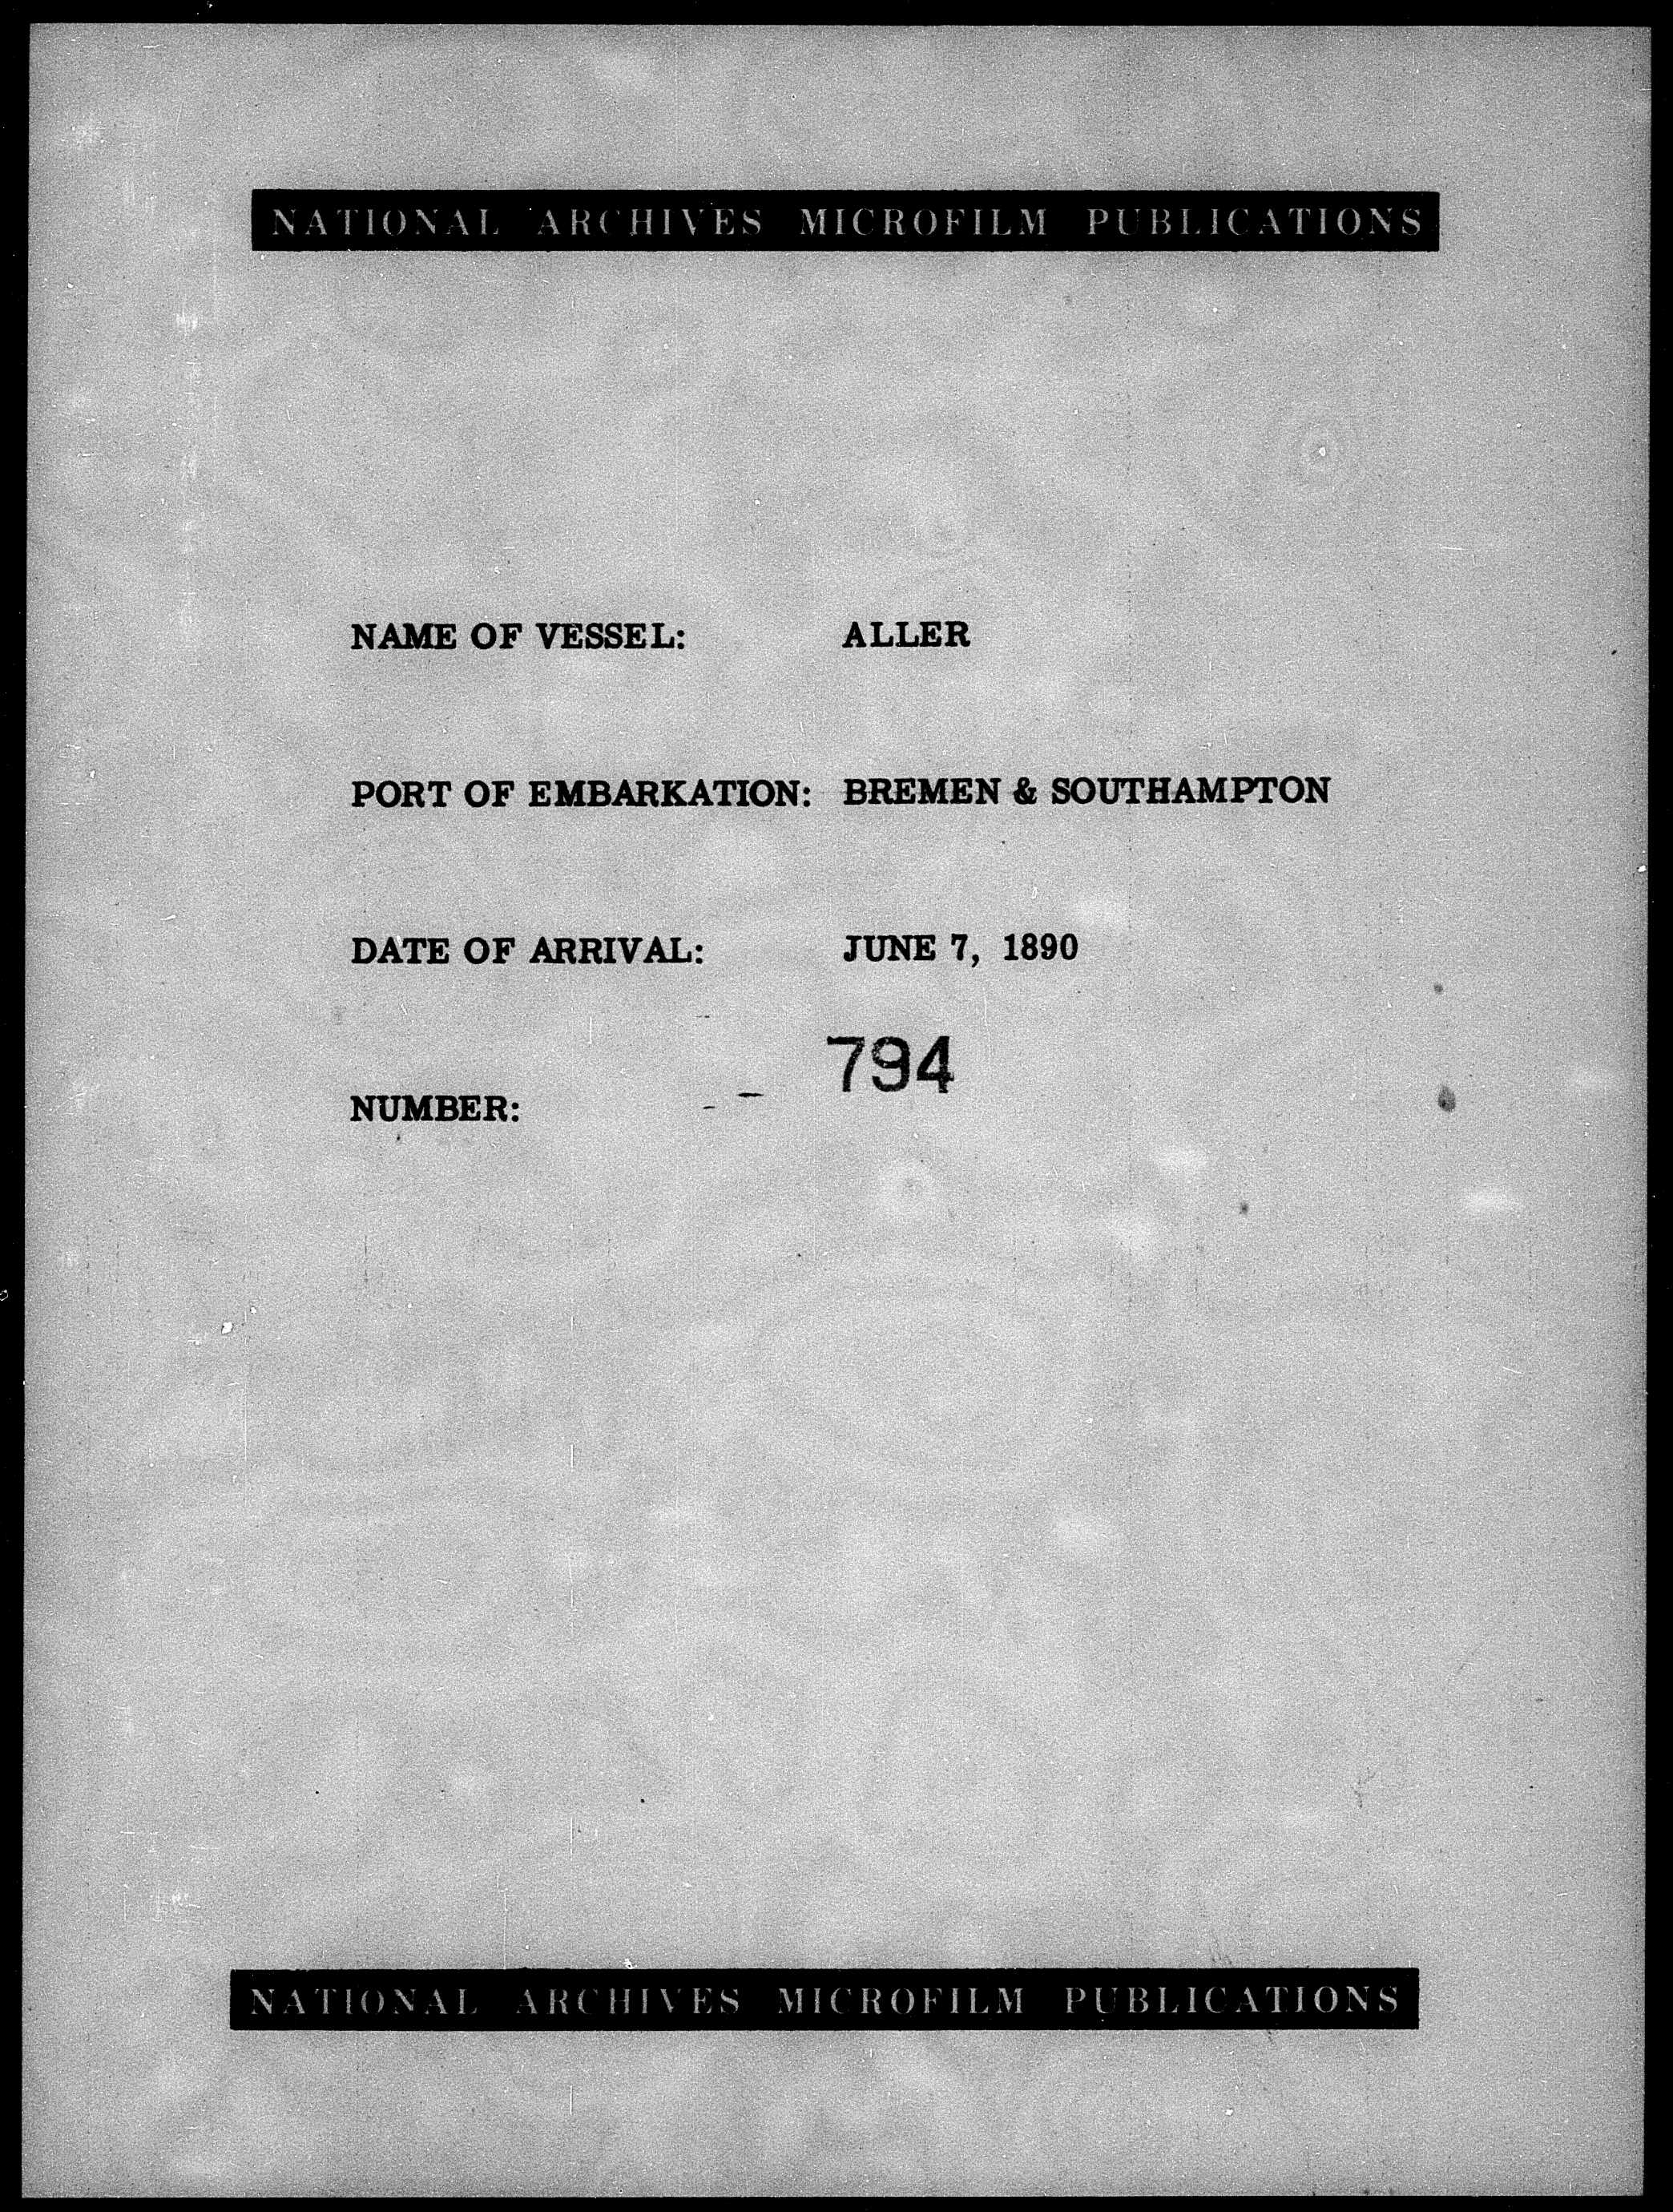 NATIONAL ARCHIVES MICROFILM PUBLICATIONS
NAME OF VESSEL: ALLER
PORT OF EMBARKATION: BREMEN & SOUTHAMPTON
DATE OF ARRIVAL: JUNE 7, 1890
NUMBER: 794
NATIONAL ARCHIVES MICROFILM PUBLICATIONS